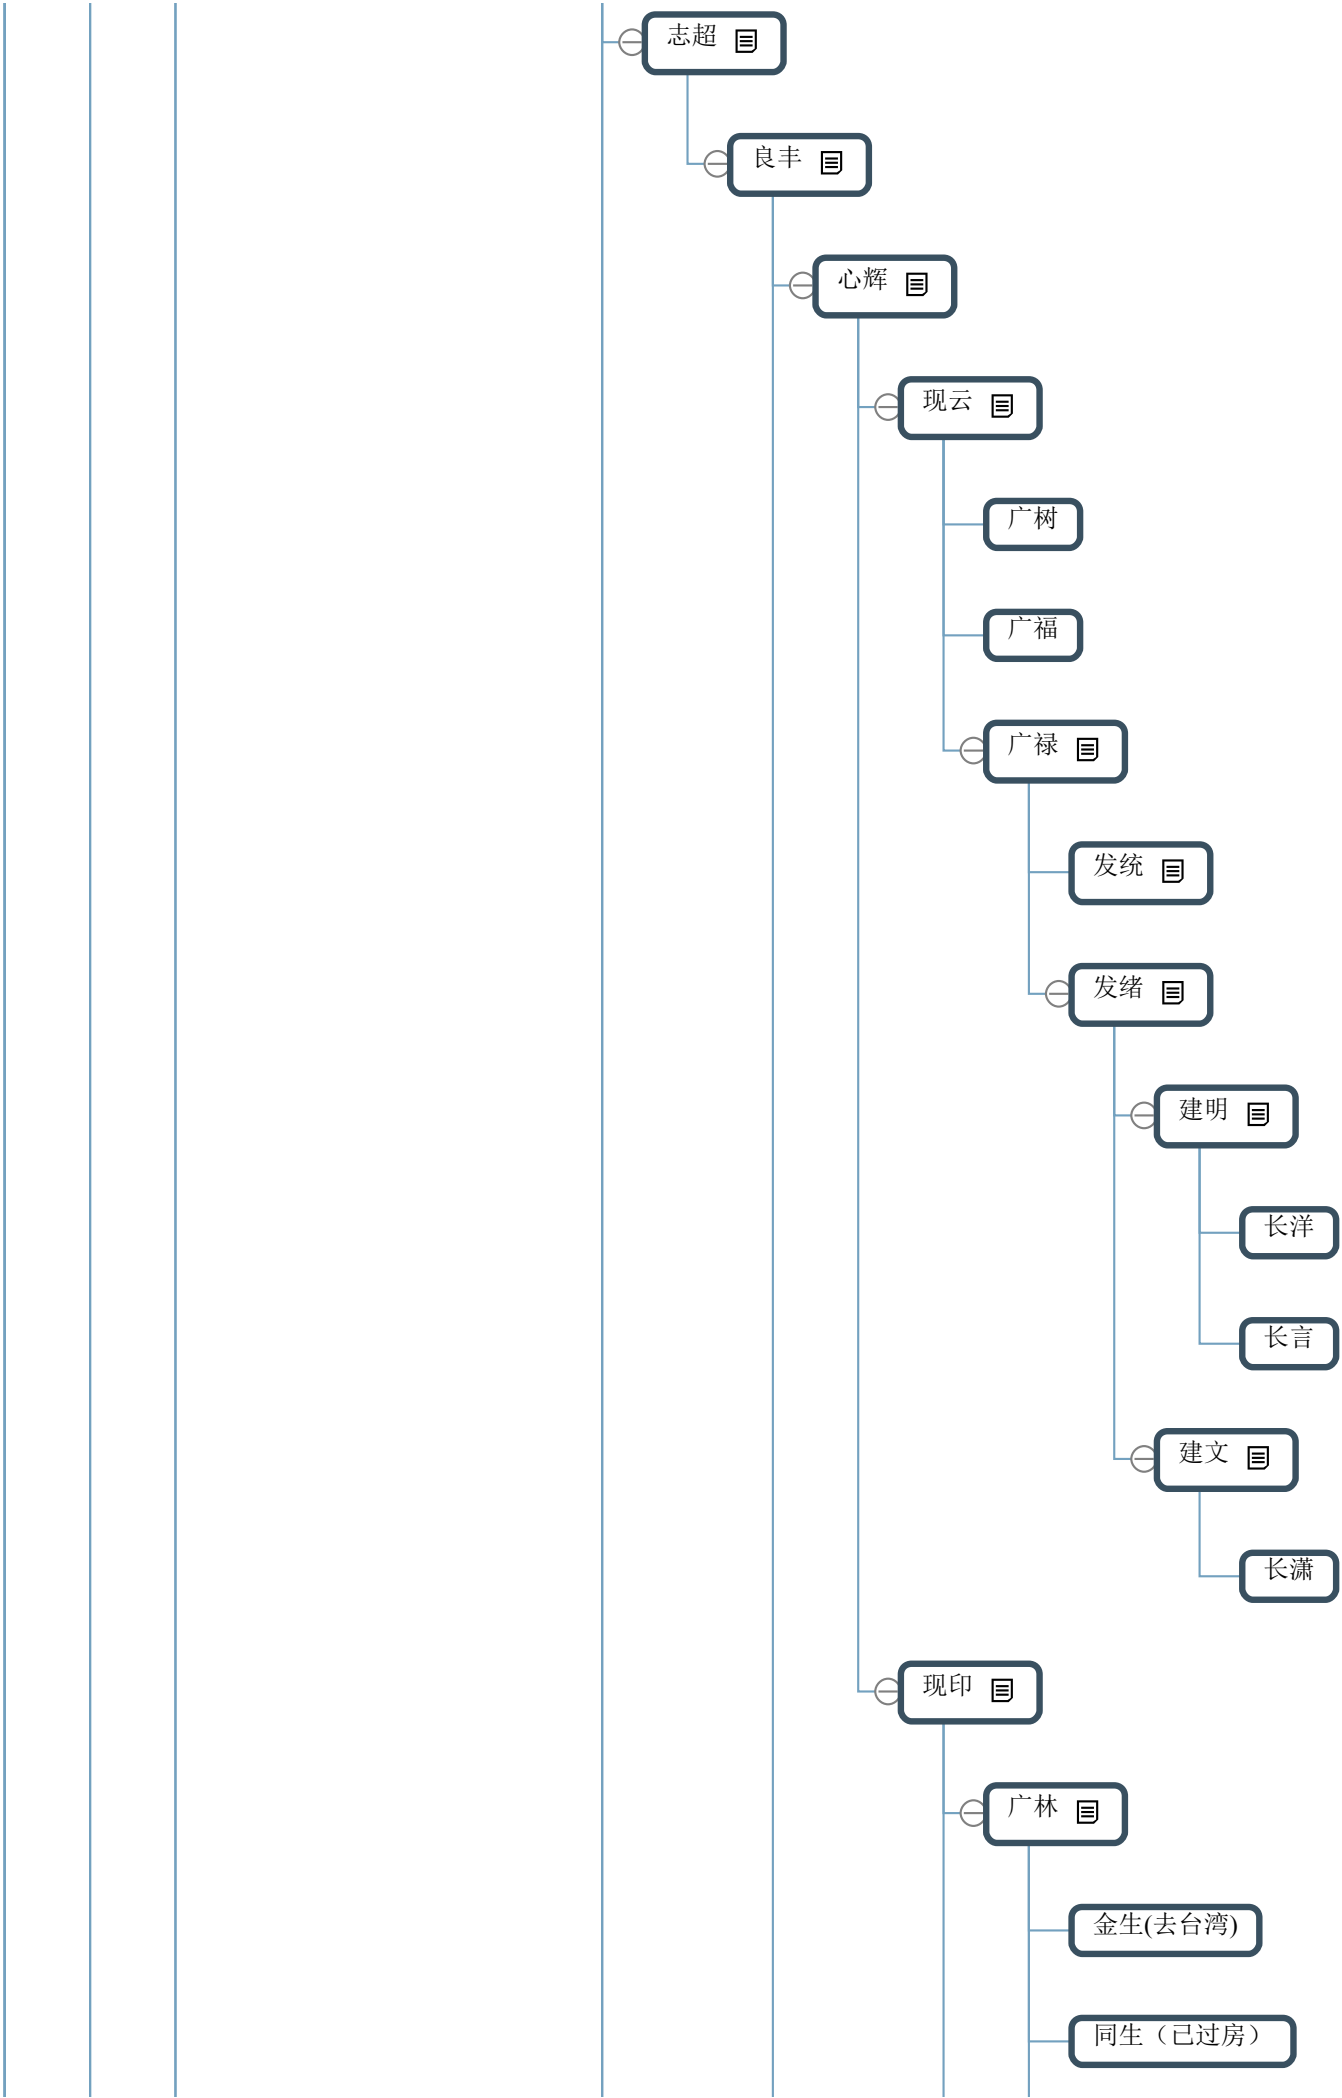 志超
良丰
心辉
现云
广树
广福
广禄
发统
发绪
建明
长洋
长言
建文
长潇
现印
广林
金生(去台湾)
同生（已过房）